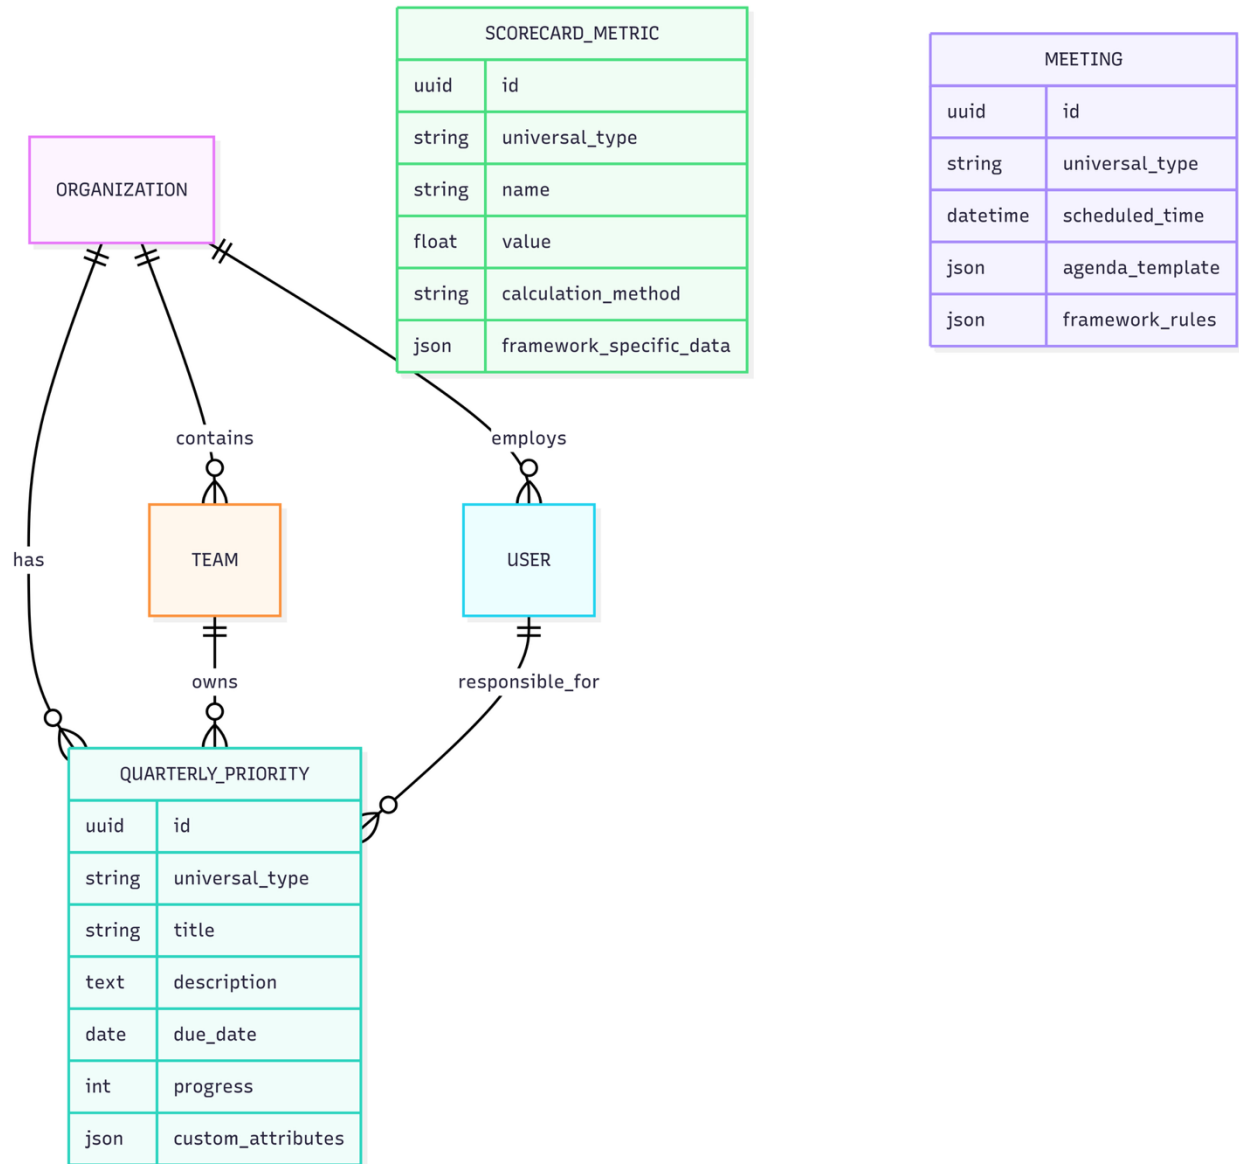 SCORECARD_METRIC
uuid id
string universal_type
string name
float value
string calculation_method
json framework_specific_data
MEETING
uuid id
string universal_type
datetime scheduled_time
json agenda_template
json framework_rules
ORGANIZATION
contains
employs
has
TEAM
USER
owns
responsible_for
QUARTERLY_PRIORITY
uuid id
string universal_type
string title
text description
date due_date
int progress
json custom_attributes